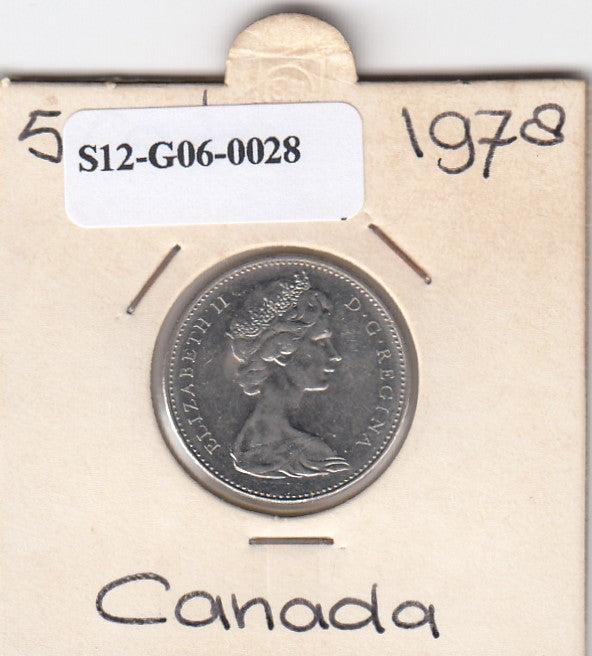 5
1978
S12-G06-0028
ELIZABETH II D·G·REGINA
Canada